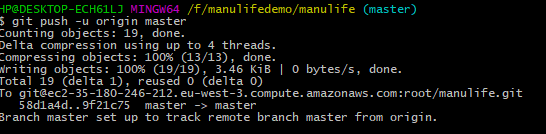 HP@DESKTOP-ECH61LJ MINGW64 /f/manulifedemo/manulife (master)
$ git push -u origin master
Counting objects: 19, done.
Delta compression using up to 4 threads.
Compressing objects: 100% (13/13), done.
Writing objects: 100% (19/19), 3.46 KiB | 0 bytes/s, done.
Total 19 (delta 1), reused 0 (delta 0)
To git@ec2-35-180-246-212.eu-west-3.compute.amazonaws.com:root/manulife.git
58d1a4d..9f21c75  master -> master
Branch master set up to track remote branch master from origin.